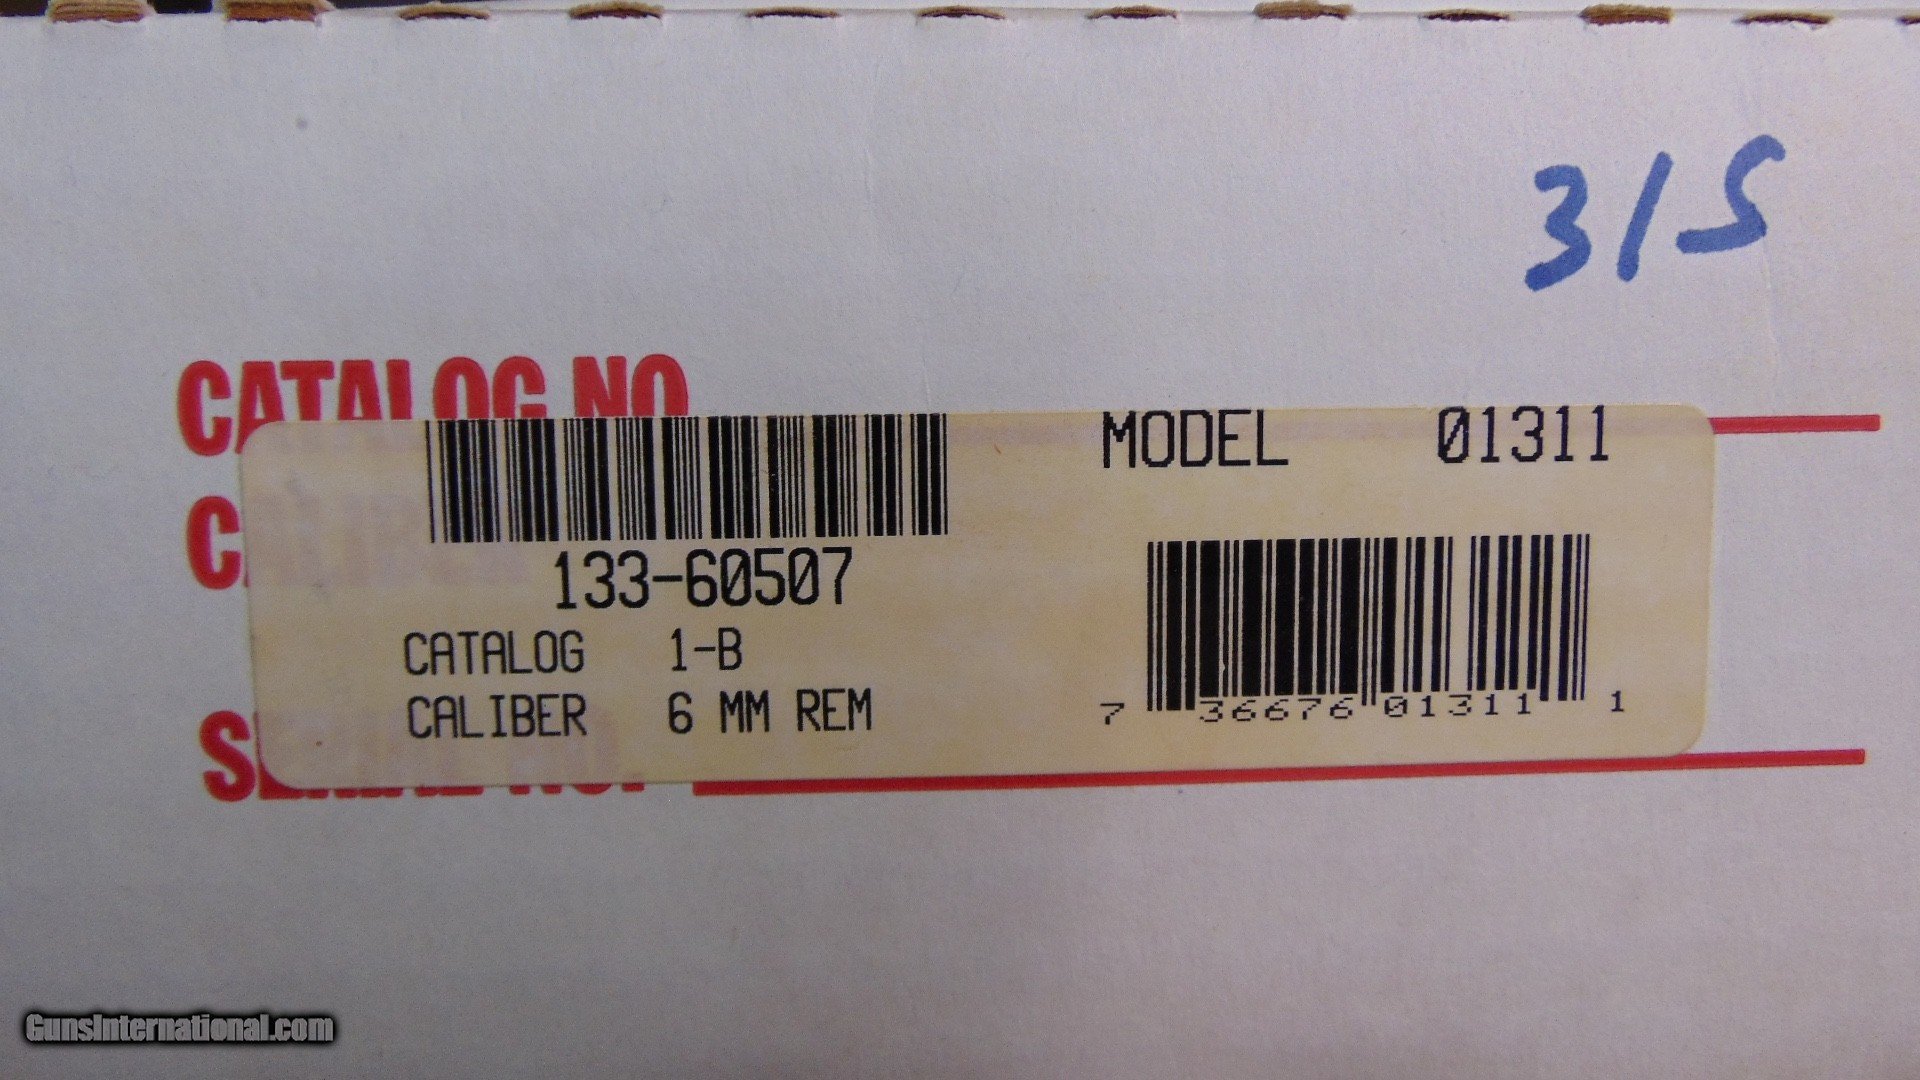 315
CATALOG NO
MODEL 01311
133-60507
CATALOG 1-B
CALIBER 6 MM REM
7 36676 01311 1
GunsInternational.com